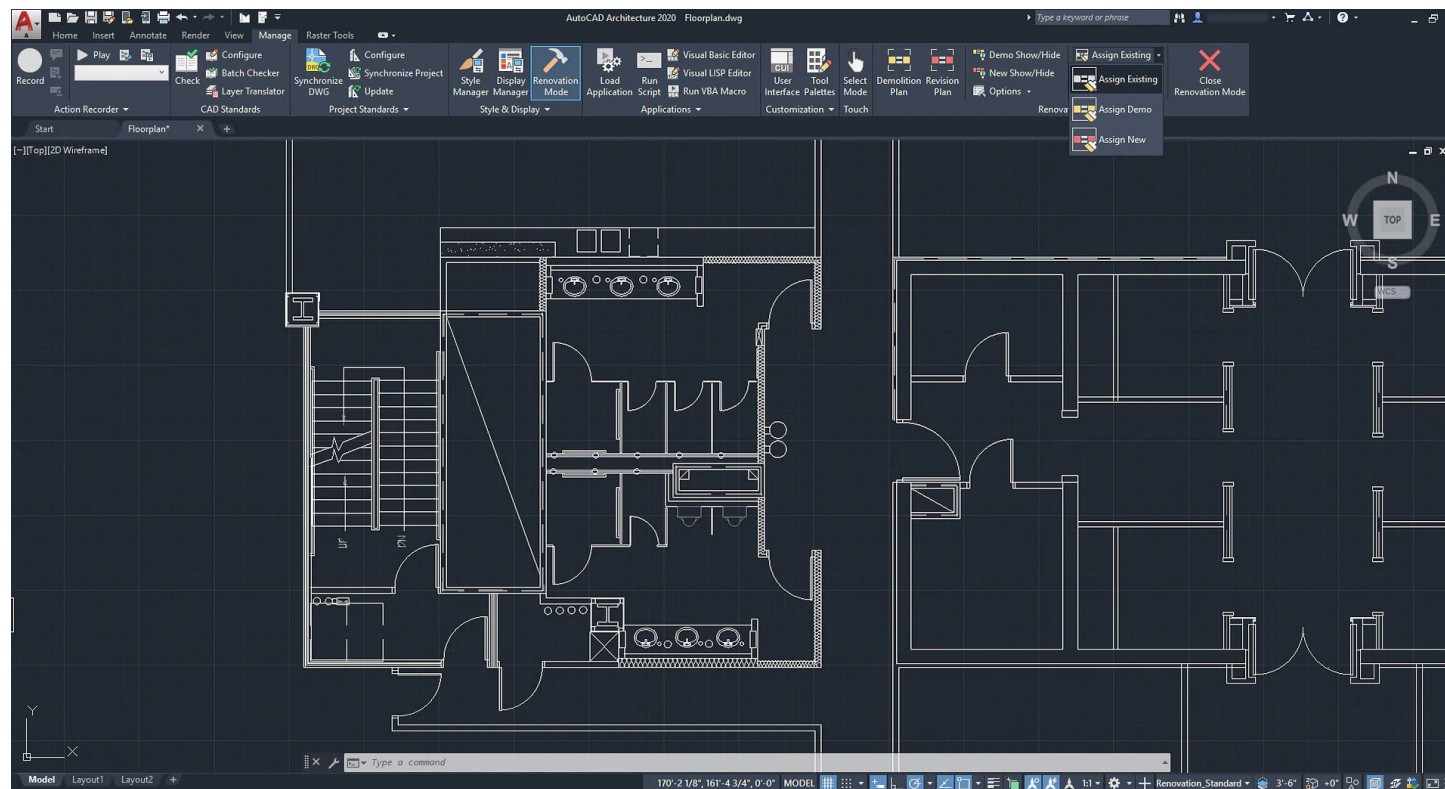 AutoCAD Architecture 2020 Floorplan.dwg
Type a keyword or phrase
Home Insert Annotate Render View Manage Raster Tools
Record
Play
Action Recorder
Check
Configure
Batch Checker
Layer Translator
CAD Standards
Synchronize DWG
Configure
Synchronize Project
Update
Project Standards
Style Manager
Display Manager
Renovation Mode
Style & Display
Load Application
Run Script
Visual Basic Editor
Visual LISP Editor
Run VBA Macro
Applications
CUI
User Interface
Tool Palettes
Customization
Select Mode
Touch
Demolition Plan
Revision Plan
Demo Show/Hide
New Show/Hide
Options
Assign Existing
Renova
Assign Existing
Assign Demo
Assign New
Close
Renovation Mode
Start Floorplan* +
[-][Top][2D Wireframe]
N
W TOP E
S
WCS
UP DN
Y
X
Type a command
Model Layout1 Layout2 +
170'-2 1/8", 161'-4 3/4", 0'-0" MODEL 1:1 Renovation_Standard 3'-6" +0"